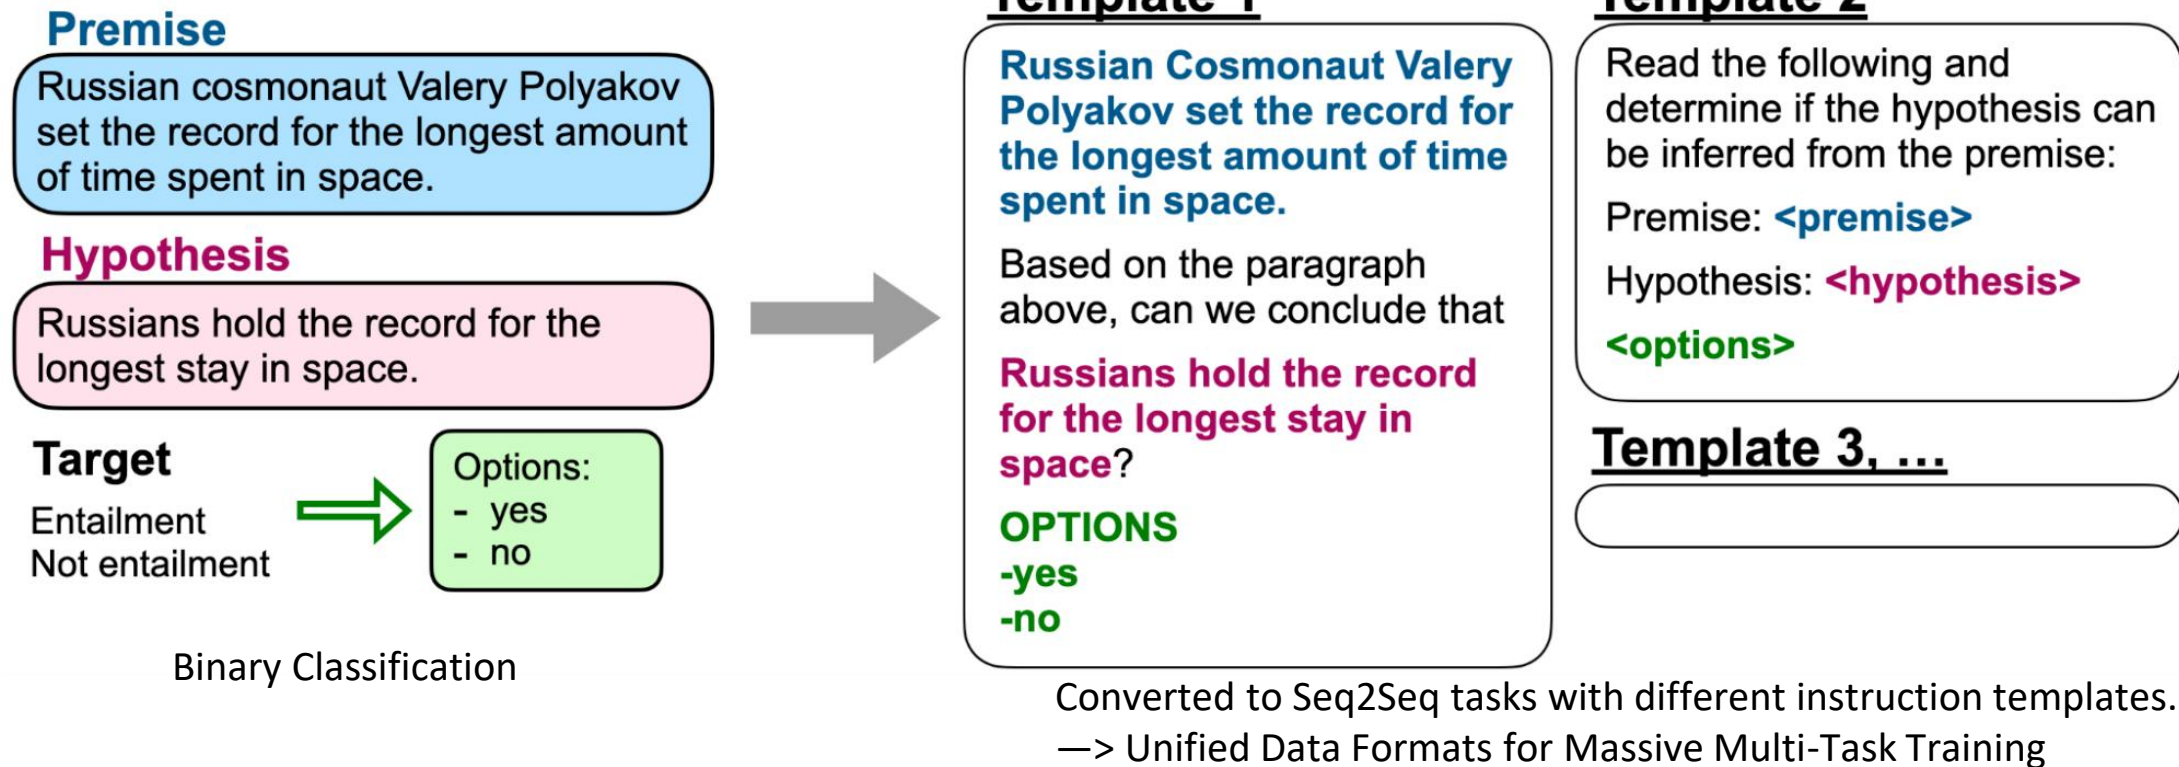 Premise
Russian cosmonaut Valery Polyakov
set the record for the longest amount
of time spent in space.
Hypothesis
Russians hold the record for the
longest stay in space.
Target
Entailment
Not entailment
Options:
- yes
- no
Binary Classification
Template 1
Russian Cosmonaut Valery
Polyakov set the record for
the longest amount of time
spent in space.
Based on the paragraph
above, can we conclude that
Russians hold the record
for the longest stay in
space?
OPTIONS
-yes
-no
Template 2
Read the following and
determine if the hypothesis can
be inferred from the premise:
Premise: <premise>
Hypothesis: <hypothesis>
<options>
Template 3, ...
Converted to Seq2Seq tasks with different instruction templates.
—> Unified Data Formats for Massive Multi-Task Training